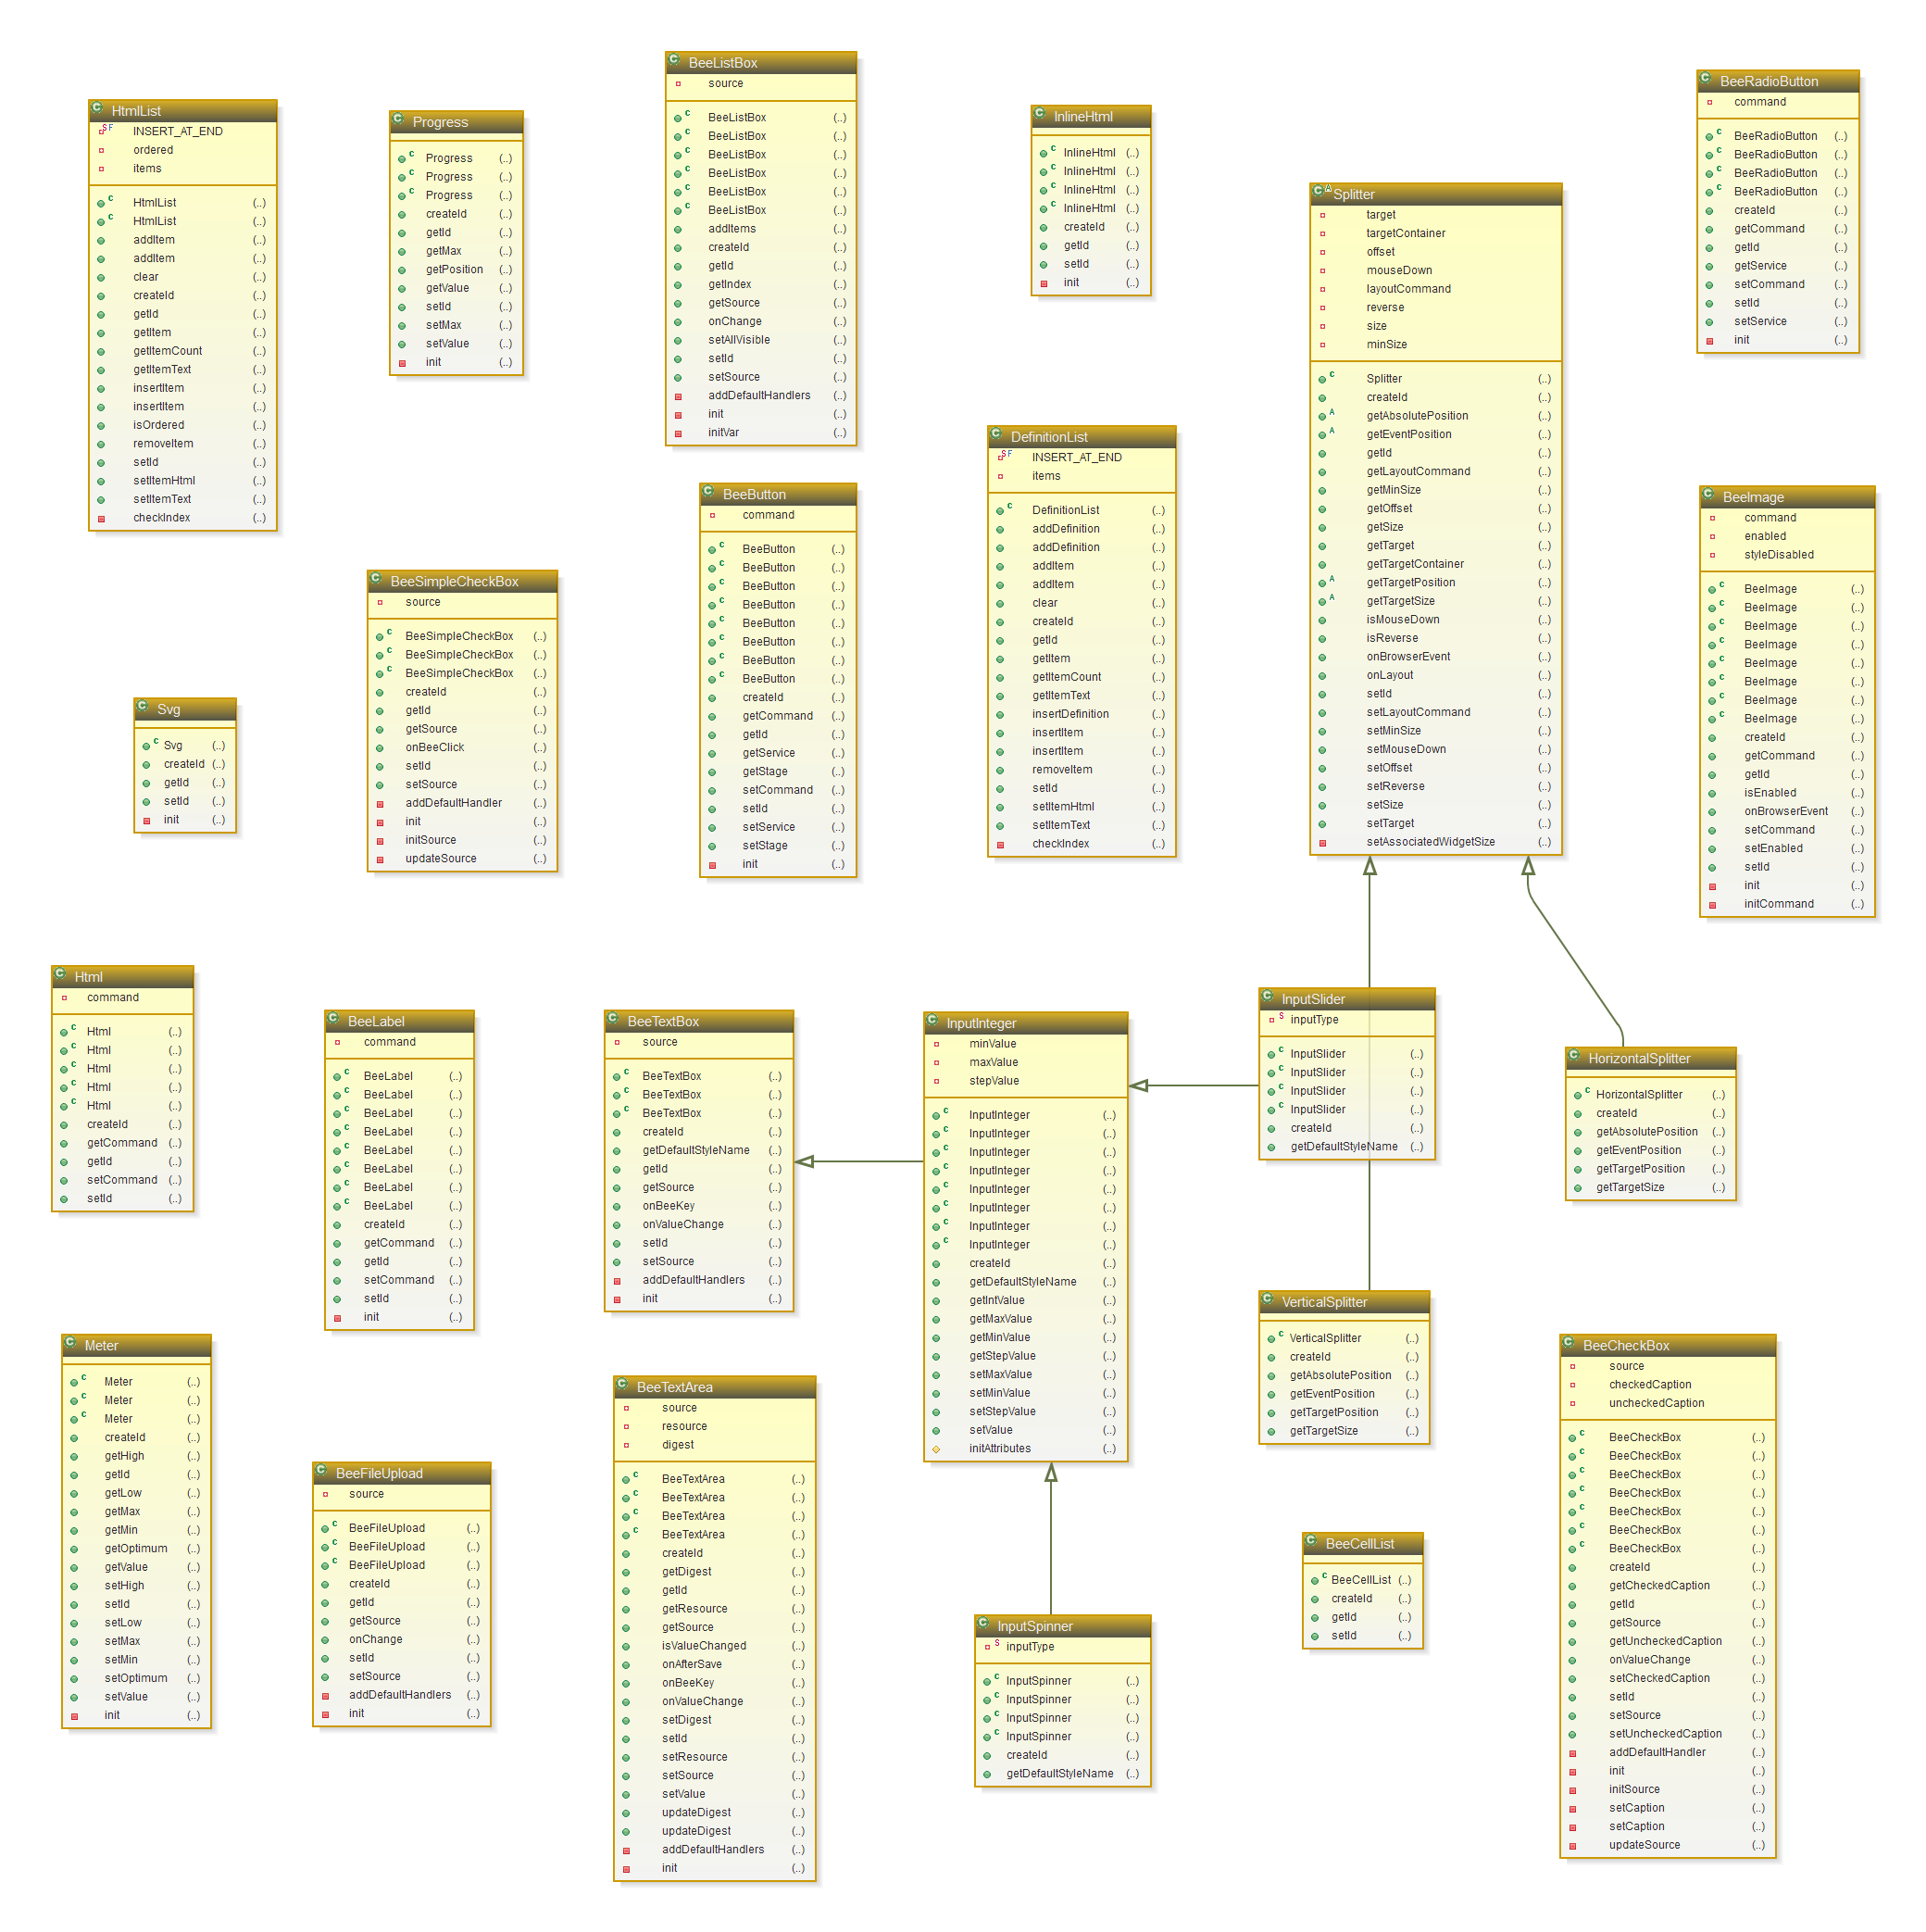 BeeListBox
source
BeeListBox (..)
BeeListBox (..)
BeeListBox (..)
BeeListBox (..)
BeeListBox (..)
BeeListBox (..)
addItems (..)
createId (..)
getId (..)
getIndex (..)
getSource (..)
onChange (..)
setAllVisible (..)
setId (..)
setSource (..)
addDefaultHandlers (..)
init (..)
initVar (..)
BeeRadioButton
command
BeeRadioButton (..)
BeeRadioButton (..)
BeeRadioButton (..)
BeeRadioButton (..)
createId (..)
getCommand (..)
getId (..)
getService (..)
setCommand (..)
setId (..)
setService (..)
init (..)
HtmlList
INSERT_AT_END
ordered
items
HtmlList (..)
HtmlList (..)
addItem (..)
addItem (..)
clear (..)
createId (..)
getId (..)
getItem (..)
getItemCount (..)
getItemText (..)
insertItem (..)
insertItem (..)
isOrdered (..)
removeItem (..)
setId (..)
setItemHtml (..)
setItemText (..)
checkIndex (..)
Progress
Progress (..)
Progress (..)
Progress (..)
createId (..)
getId (..)
getMax (..)
getPosition (..)
getValue (..)
setId (..)
setMax (..)
setValue (..)
init (..)
InlineHtml
InlineHtml (..)
InlineHtml (..)
InlineHtml (..)
InlineHtml (..)
createId (..)
getId (..)
setId (..)
init (..)
Splitter
target
targetContainer
offset
mouseDown
layoutCommand
reverse
size
minSize
Splitter (..)
createId (..)
getAbsolutePosition (..)
getEventPosition (..)
getId (..)
getLayoutCommand (..)
getMinSize (..)
getOffset (..)
getSize (..)
getTarget (..)
getTargetContainer (..)
getTargetPosition (..)
getTargetSize (..)
isMouseDown (..)
isReverse (..)
onBrowserEvent (..)
onLayout (..)
setId (..)
setLayoutCommand (..)
setMinSize (..)
setMouseDown (..)
setOffset (..)
setReverse (..)
setSize (..)
setTarget (..)
setAssociatedWidgetSize (..)
DefinitionList
INSERT_AT_END
items
DefinitionList (..)
addDefinition (..)
addDefinition (..)
addItem (..)
addItem (..)
clear (..)
createId (..)
getId (..)
getItem (..)
getItemCount (..)
getItemText (..)
insertDefinition (..)
insertItem (..)
insertItem (..)
removeItem (..)
setId (..)
setItemHtml (..)
setItemText (..)
checkIndex (..)
BeeButton
command
BeeButton (..)
BeeButton (..)
BeeButton (..)
BeeButton (..)
BeeButton (..)
BeeButton (..)
BeeButton (..)
BeeButton (..)
createId (..)
getCommand (..)
getId (..)
getService (..)
getStage (..)
setCommand (..)
setId (..)
setService (..)
setStage (..)
init (..)
BeeImage
command
enabled
styleDisabled
BeeImage (..)
BeeImage (..)
BeeImage (..)
BeeImage (..)
BeeImage (..)
BeeImage (..)
BeeImage (..)
BeeImage (..)
createId (..)
getCommand (..)
getId (..)
isEnabled (..)
onBrowserEvent (..)
setCommand (..)
setEnabled (..)
setId (..)
init (..)
initCommand (..)
BeeSimpleCheckBox
source
BeeSimpleCheckBox (..)
BeeSimpleCheckBox (..)
BeeSimpleCheckBox (..)
createId (..)
getId (..)
getSource (..)
onBeeClick (..)
setId (..)
setSource (..)
addDefaultHandler (..)
init (..)
initSource (..)
updateSource (..)
Svg
Svg (..)
createId (..)
getId (..)
setId (..)
init (..)
Html
command
Html (..)
Html (..)
Html (..)
Html (..)
Html (..)
createId (..)
getCommand (..)
getId (..)
setCommand (..)
setId (..)
BeeLabel
command
BeeLabel (..)
BeeLabel (..)
BeeLabel (..)
BeeLabel (..)
BeeLabel (..)
BeeLabel (..)
BeeLabel (..)
BeeLabel (..)
createId (..)
getCommand (..)
getId (..)
setCommand (..)
setId (..)
init (..)
BeeTextBox
source
BeeTextBox (..)
BeeTextBox (..)
BeeTextBox (..)
createId (..)
getDefaultStyleName (..)
getId (..)
getSource (..)
onBeeKey (..)
onValueChange (..)
setId (..)
setSource (..)
addDefaultHandlers (..)
init (..)
InputInteger
minValue
maxValue
stepValue
InputInteger (..)
InputInteger (..)
InputInteger (..)
InputInteger (..)
InputInteger (..)
InputInteger (..)
InputInteger (..)
InputInteger (..)
createId (..)
getDefaultStyleName (..)
getIntValue (..)
getMaxValue (..)
getMinValue (..)
getStepValue (..)
setMaxValue (..)
setMinValue (..)
setStepValue (..)
setValue (..)
initAttributes (..)
InputSlider
inputType
InputSlider (..)
InputSlider (..)
InputSlider (..)
InputSlider (..)
createId (..)
getDefaultStyleName (..)
HorizontalSplitter
HorizontalSplitter (..)
createId (..)
getAbsolutePosition (..)
getEventPosition (..)
getTargetPosition (..)
getTargetSize (..)
VerticalSplitter
VerticalSplitter (..)
createId (..)
getAbsolutePosition (..)
getEventPosition (..)
getTargetPosition (..)
getTargetSize (..)
Meter
Meter (..)
Meter (..)
Meter (..)
createId (..)
getHigh (..)
getId (..)
getLow (..)
getMax (..)
getMin (..)
getOptimum (..)
getValue (..)
setHigh (..)
setId (..)
setLow (..)
setMax (..)
setMin (..)
setOptimum (..)
setValue (..)
init (..)
BeeFileUpload
source
BeeFileUpload (..)
BeeFileUpload (..)
BeeFileUpload (..)
createId (..)
getId (..)
getSource (..)
onChange (..)
setId (..)
setSource (..)
addDefaultHandlers (..)
init (..)
BeeTextArea
source
resource
digest
BeeTextArea (..)
BeeTextArea (..)
BeeTextArea (..)
BeeTextArea (..)
createId (..)
getDigest (..)
getId (..)
getResource (..)
getSource (..)
isValueChanged (..)
onAfterSave (..)
onBeeKey (..)
onValueChange (..)
setDigest (..)
setId (..)
setResource (..)
setSource (..)
setValue (..)
updateDigest (..)
updateDigest (..)
addDefaultHandlers (..)
init (..)
InputSpinner
inputType
InputSpinner (..)
InputSpinner (..)
InputSpinner (..)
InputSpinner (..)
createId (..)
getDefaultStyleName (..)
BeeCellList
BeeCellList (..)
createId (..)
getId (..)
setId (..)
BeeCheckBox
source
checkedCaption
uncheckedCaption
BeeCheckBox (..)
BeeCheckBox (..)
BeeCheckBox (..)
BeeCheckBox (..)
BeeCheckBox (..)
BeeCheckBox (..)
BeeCheckBox (..)
createId (..)
getCheckedCaption (..)
getId (..)
getSource (..)
getUncheckedCaption (..)
onValueChange (..)
setCheckedCaption (..)
setId (..)
setSource (..)
setUncheckedCaption (..)
addDefaultHandler (..)
init (..)
initSource (..)
setCaption (..)
setCaption (..)
updateSource (..)